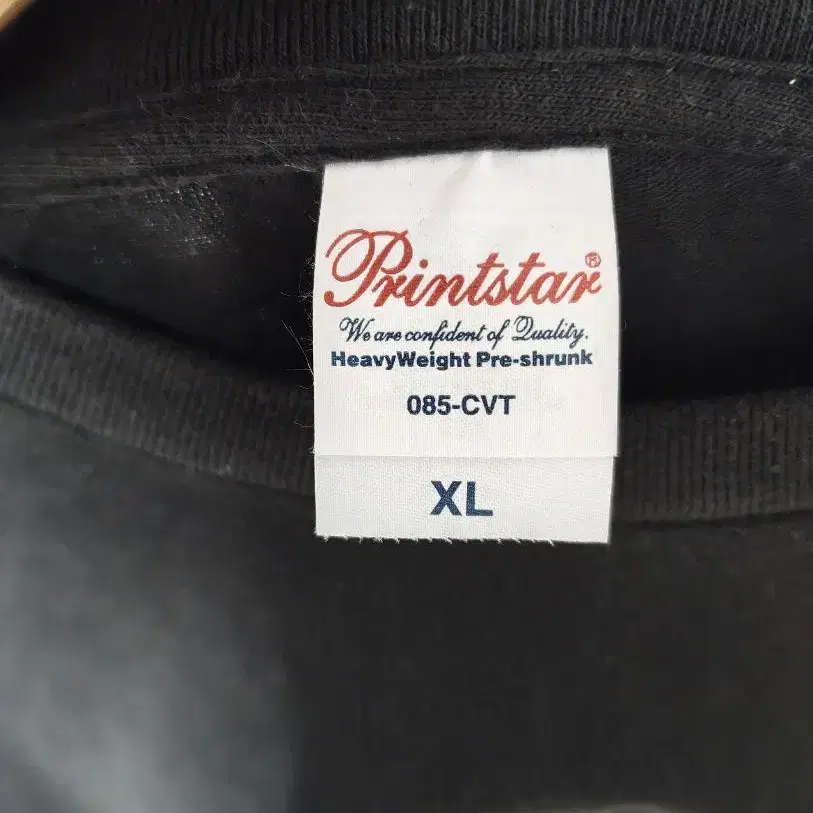 Printstar®
We are confident of Quality.
HeavyWeight Pre-shrunk
085-CVT
XL